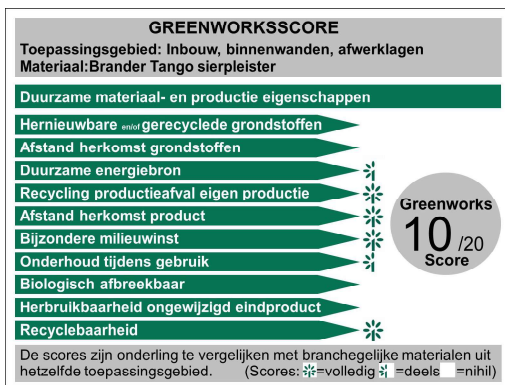 GREENWORKSSCORE
Toepassingsgebied: Inbouw, binnenwanden, afwerklagen
Materiaal:Brander Tango sierpleister
Duurzame materiaal- en productie eigenschappen
Hernieuwbare en/of gerecyclede grondstoffen
Afstand herkomst grondstoffen
Duurzame energiebron
Recycling productieafval eigen productie
Afstand herkomst product
Bijzondere milieuwinst
Onderhoud tijdens gebruik
Biologisch afbreekbaar
Herbruikbaarheid ongewijzigd eindproduct
Recyclebaarheid
Greenworks
10 /20
Score
De scores zijn onderling te vergelijken met branchegelijke materialen uit
hetzelfde toepassingsgebied. (Scores: =volledig =deels =nihil)